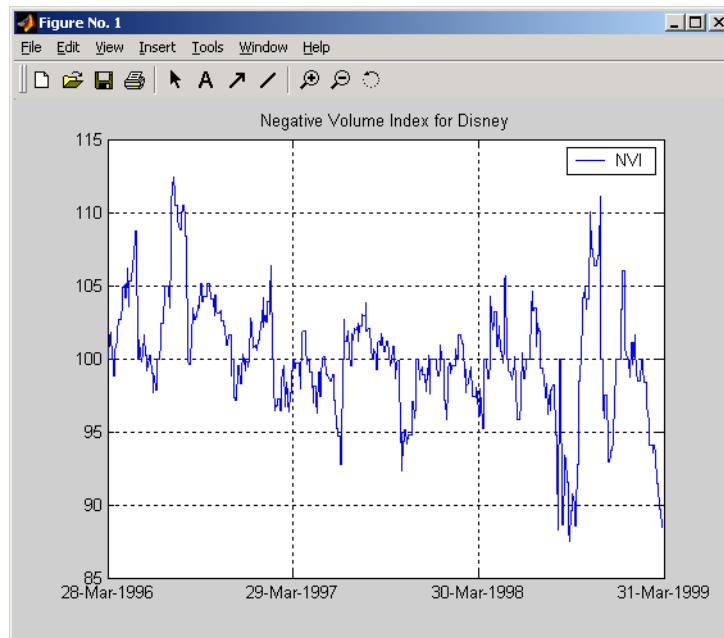 Figure No. 1
File Edit View Insert Tools Window Help
A
Negative Volume Index for Disney
NVI
115
110
105
100
95
90
85
28-Mar-1996 29-Mar-1997 30-Mar-1998 31-Mar-1999